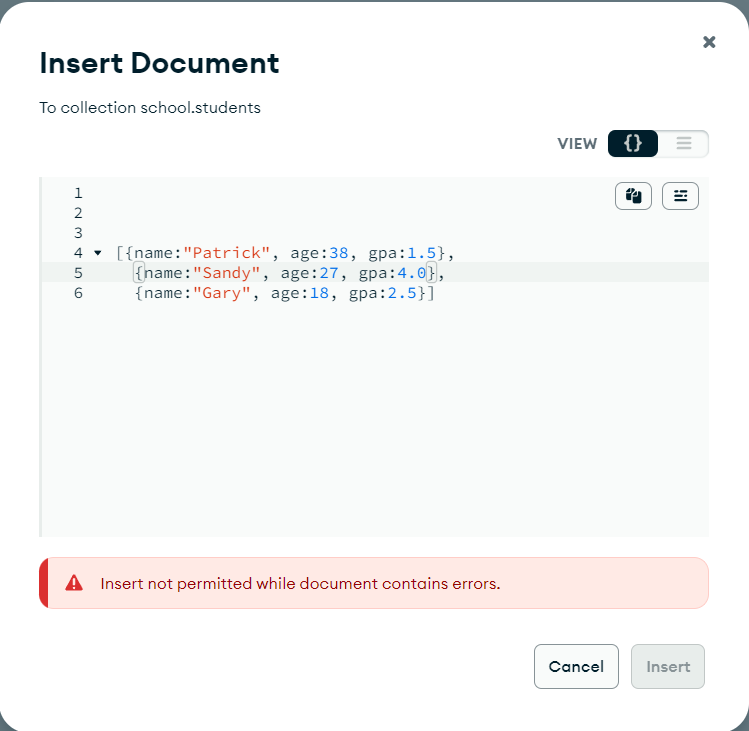 Insert Document
To collection school.students
VIEW {}
1
2
3
4 [{name:"Patrick", age:38, gpa:1.5},
5 {name:"Sandy", age:27, gpa:4.0},
6 {name:"Gary", age:18, gpa:2.5}]
Insert not permitted while document contains errors.
Cancel Insert